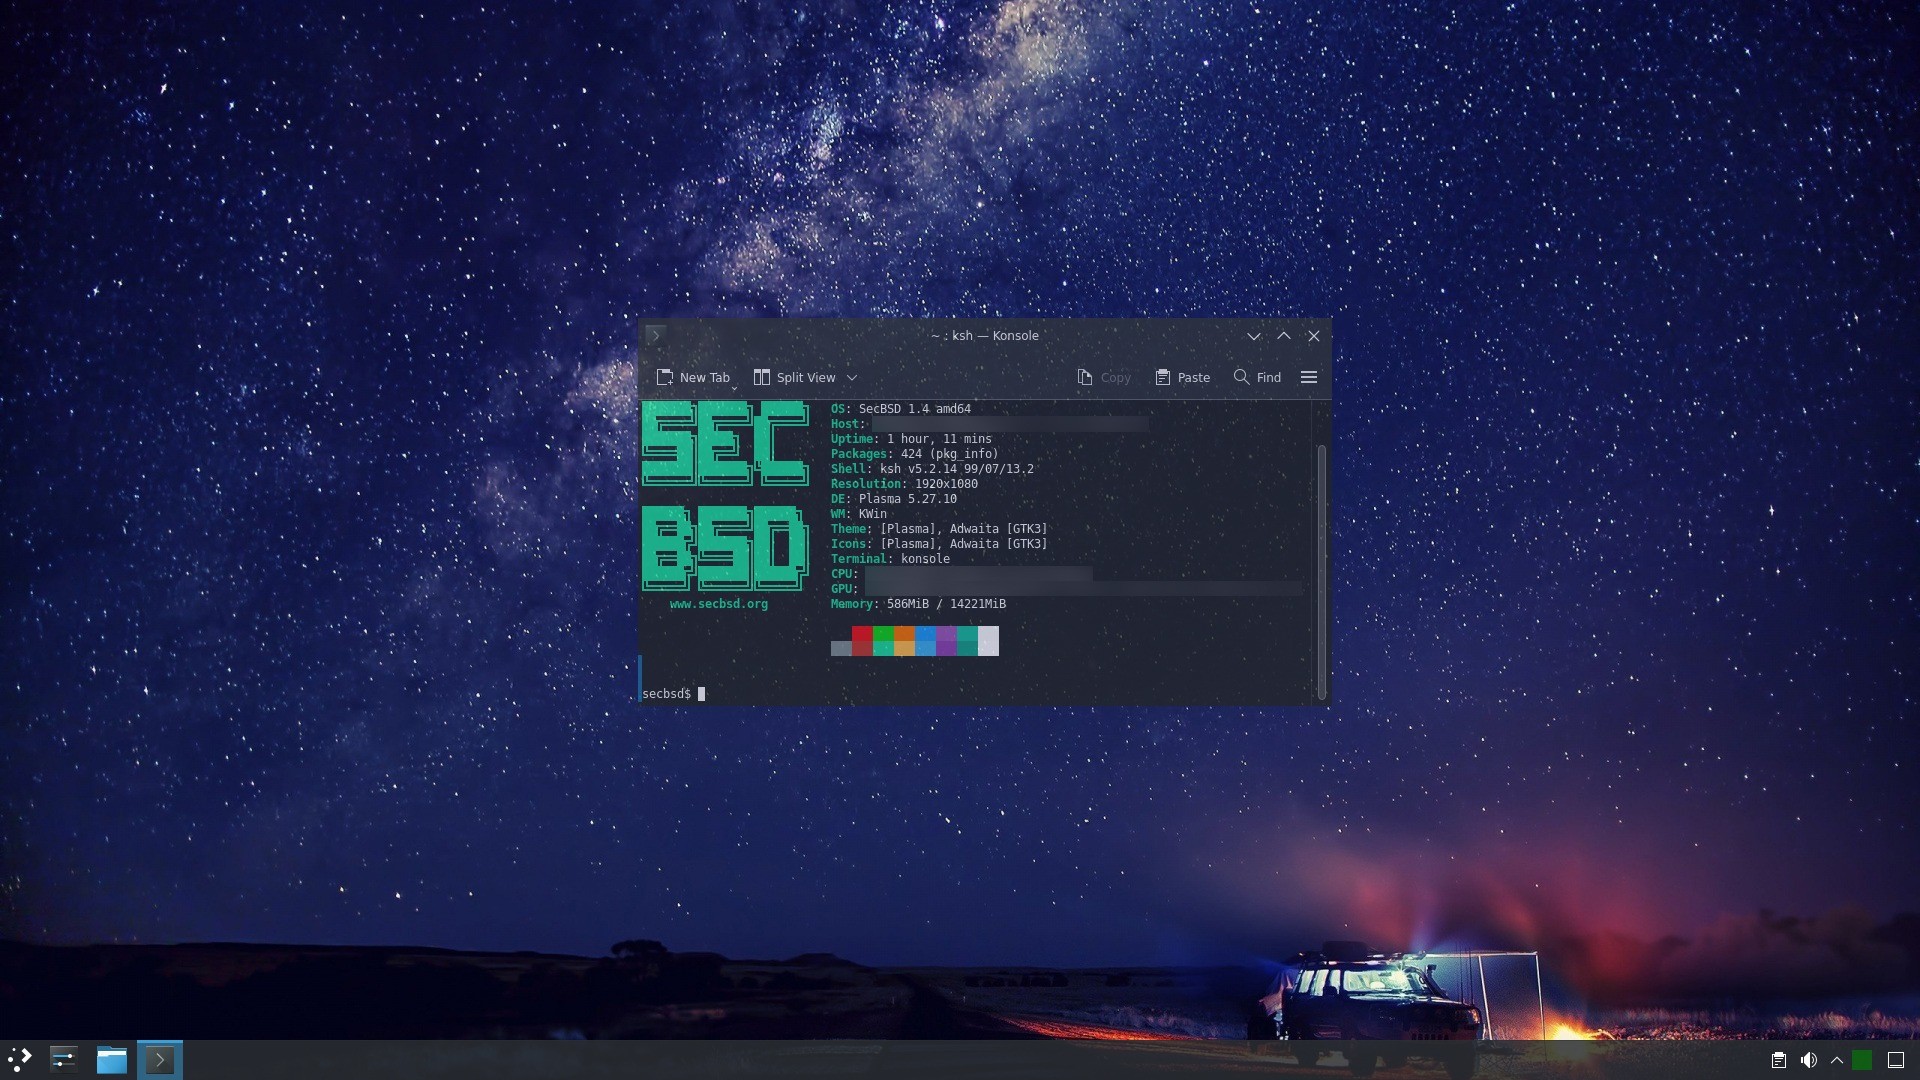 ~ : ksh — Konsole
New Tab Split View Copy Paste Find
SEC
BSD
www.secbsd.org
OS: SecBSD 1.4 amd64
Host:
Uptime: 1 hour, 11 mins
Packages: 424 (pkg_info)
Shell: ksh v5.2.14 99/07/13.2
Resolution: 1920x1080
DE: Plasma 5.27.10
WM: KWin
Theme: [Plasma], Adwaita [GTK3]
Icons: [Plasma], Adwaita [GTK3]
Terminal: konsole
CPU:
GPU:
Memory: 586MiB / 14221MiB
secbsd$